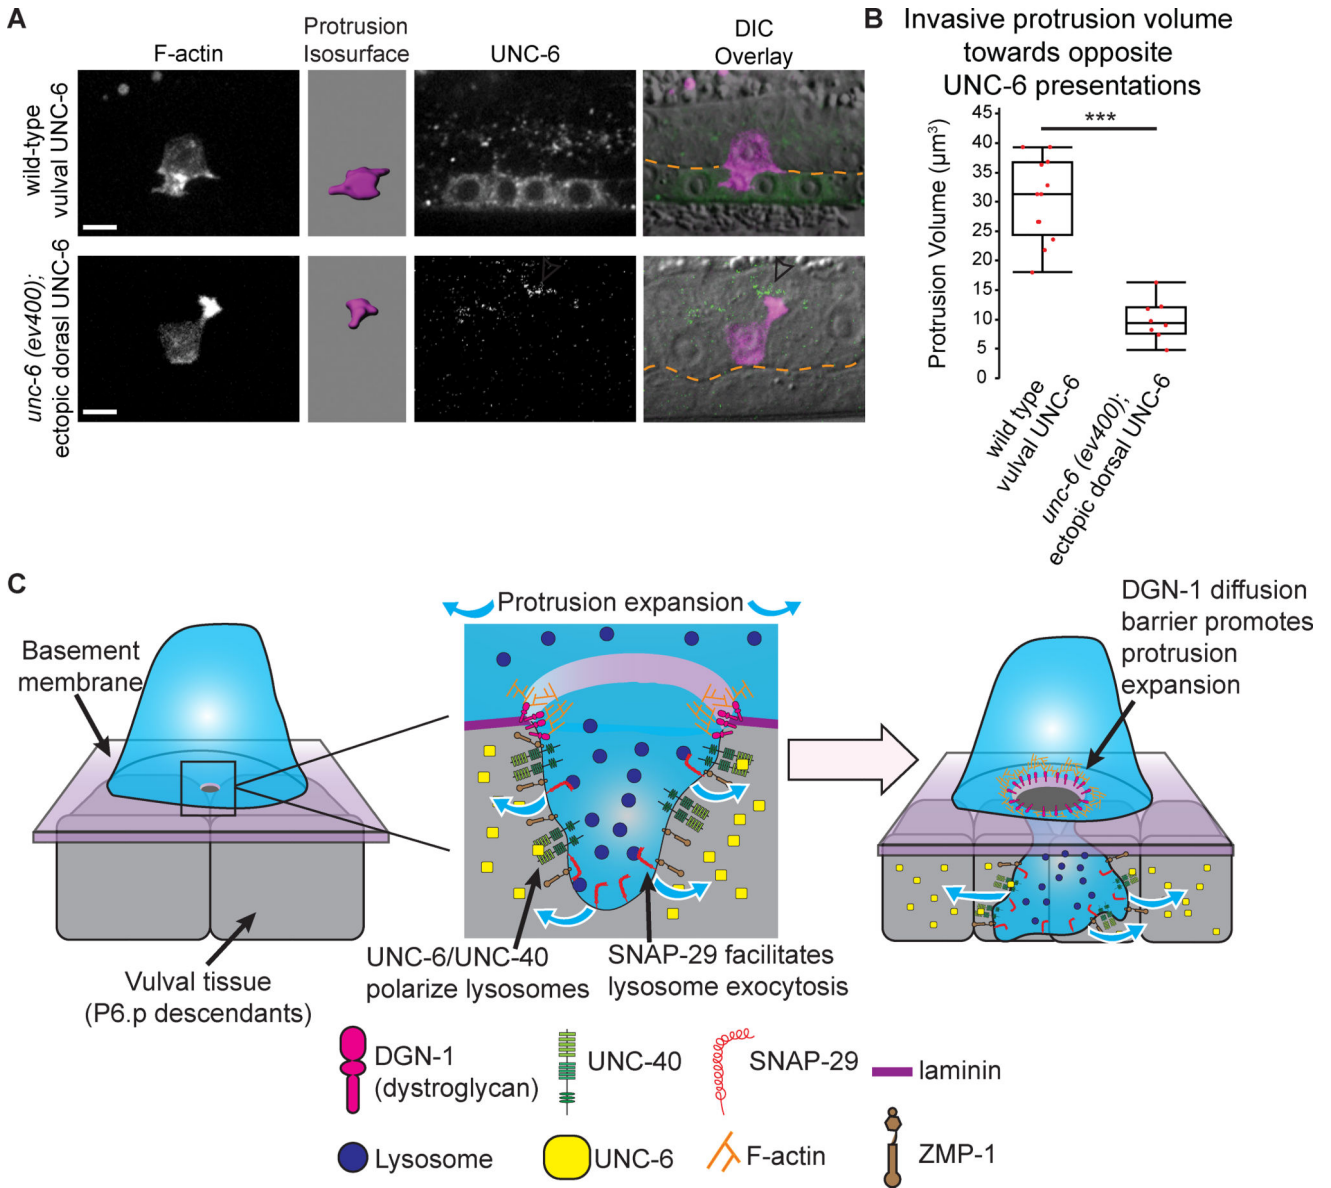 A
F-actin
Protrusion
Isosurface
UNC-6
DIC
Overlay
wild-type
vulval UNC-6
unc-6 (ev400);
ectopic dorsal UNC-6
B
Invasive protrusion volume
towards opposite
UNC-6 presentations
Protrusion Volume (µm³)
45
40
35
30
25
20
15
10
5
0
***
wild type
vulval UNC-6
unc-6 (ev400);
ectopic dorsal UNC-6
C
Basement
membrane
Vulval tissue
(P6.p descendants)
Protrusion expansion
UNC-6/UNC-40
polarize lysosomes
SNAP-29 facilitates
lysosome exocytosis
DGN-1 diffusion
barrier promotes
protrusion
expansion
DGN-1
(dystroglycan)
UNC-40
SNAP-29
laminin
Lysosome
UNC-6
F-actin
ZMP-1